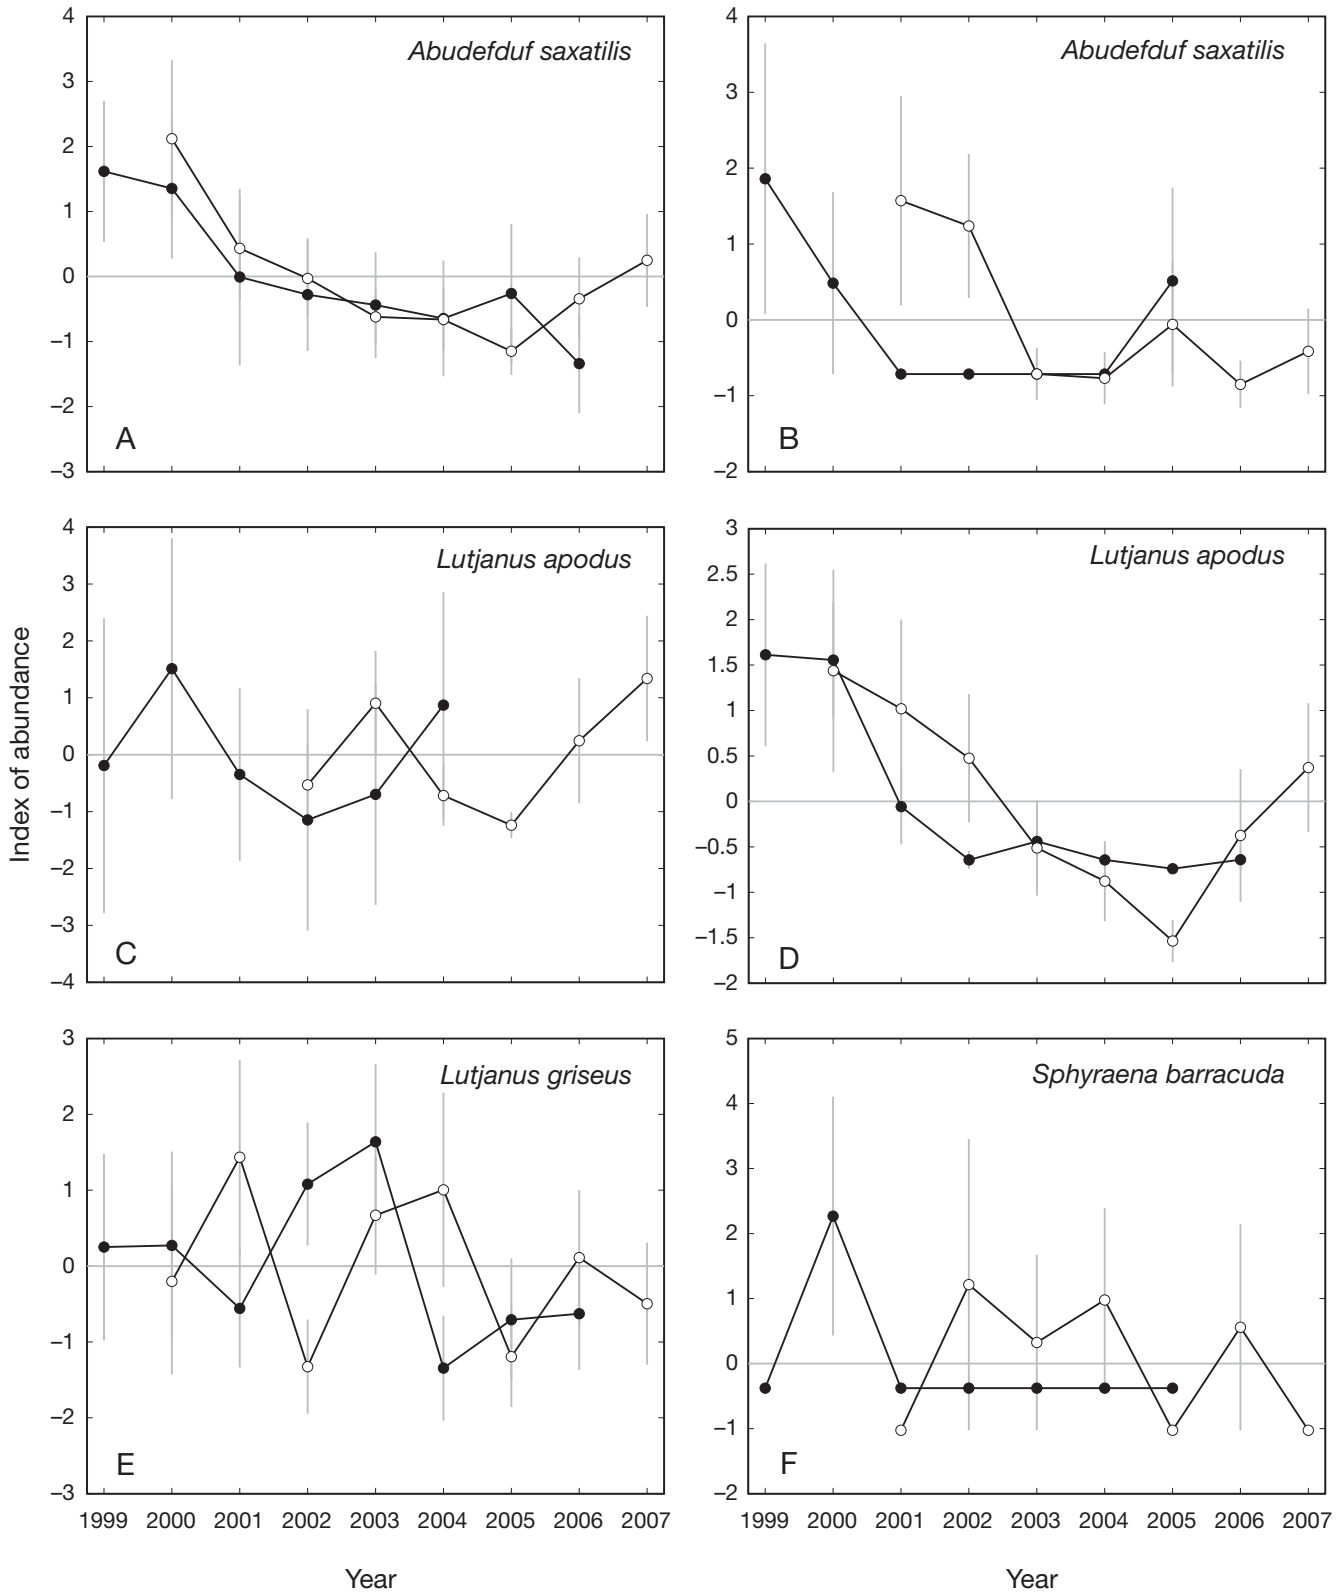 4
3
2
1
0
–1
–2
–3
Abudefduf saxatilis
A
4
3
2
1
0
–1
–2
Abudefduf saxatilis
B
Index of abundance
4
3
2
1
0
–1
–2
–3
–4
Lutjanus apodus
C
3
2.5
2
1.5
1
0.5
0
–0.5
–1
–1.5
–2
Lutjanus apodus
D
3
2
1
0
–1
–2
–3
Lutjanus griseus
E
1999 2000 2001 2002 2003 2004 2005 2006 2007
Year
5
4
3
2
1
0
–1
–2
Sphyraena barracuda
F
1999 2000 2001 2002 2003 2004 2005 2006 2007
Year